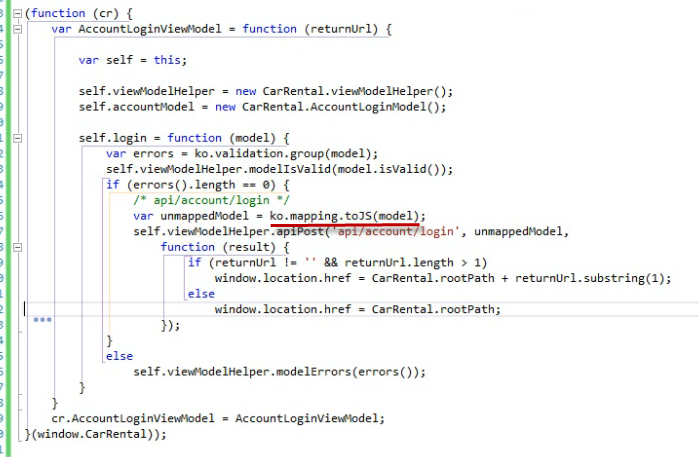 (function (cr) {
var AccountLoginViewModel = function (returnUrl) {
var self = this;
self.viewModelHelper = new CarRental.viewModelHelper();
self.accountModel = new CarRental.AccountLoginModel();
self.login = function (model) {
var errors = ko.validation.group(model);
self.viewModelHelper.modelIsValid(model.isValid());
if (errors().length == 0) {
/* api/account/login */
var unmappedModel = ko.mapping.toJS(model);
self.viewModelHelper.apiPost('api/account/login', unmappedModel,
function (result) {
if (returnUrl != '' && returnUrl.length > 1)
window.location.href = CarRental.rootPath + returnUrl.substring(1);
else
window.location.href = CarRental.rootPath;
});
}
else
self.viewModelHelper.modelErrors(errors());
}
}
cr.AccountLoginViewModel = AccountLoginViewModel;
}(window.CarRental));